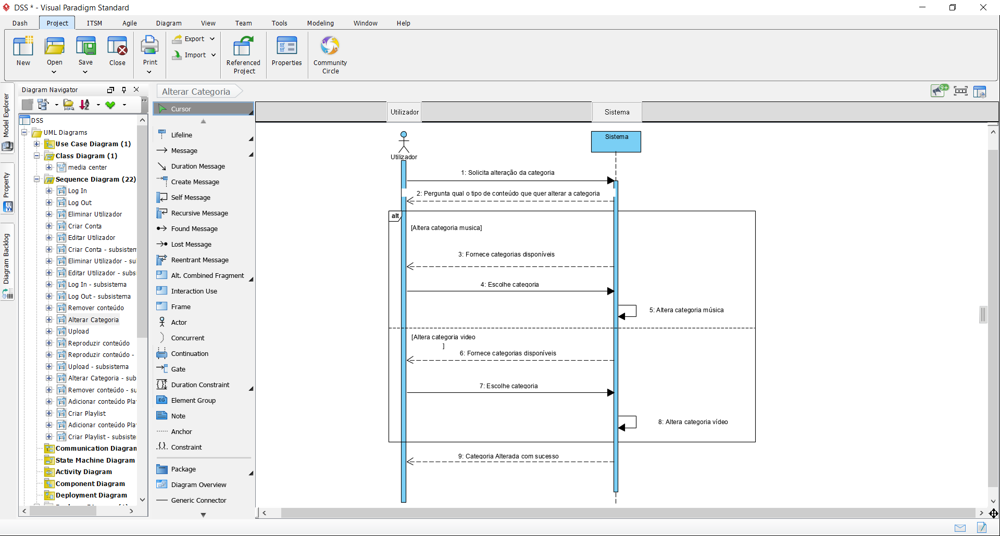 DSS * - Visual Paradigm Standard
Dash Project ITSM Agile Diagram View Team Tools Modeling Window Help
New
Open
Save
Close
Print
Export
Import
Referenced
Project
Properties
Community
Circle
Model Explorer
Property
Diagram Backlog
Diagram Navigator
DSS
UML Diagrams
Use Case Diagram (1)
Class Diagram (1)
media center
Sequence Diagram (22)
Log In
Log Out
Eliminar Utilizador
Criar Conta
Editar Utilizador
Criar Conta - subsistem
Eliminar Utilizador - su
Editar Utilizador - subs
Log In - subsistema
Log Out - subsistema
Remover conteúdo
Alterar Categoria
Upload
Reproduzir conteúdo
Reproduzir conteúdo -
Upload - subsistema
Alterar Categoria - sub
Remover conteúdo - su
Adicionar conteúdo Pla
Criar Playlist
Adicionar conteúdo Pla
Criar Playlist - subsiste
Communication Diagran
State Machine Diagram
Activity Diagram
Component Diagram
Deployment Diagram
Alterar Categoria
9+
Cursor
Lifeline
Message
Duration Message
Create Message
Self Message
Recursive Message
Found Message
Lost Message
Reentrant Message
Alt. Combined Fragment
Interaction Use
Frame
Actor
Concurrent
Continuation
Gate
Duration Constraint
EG Element Group
Note
Anchor
Constraint
Package
Diagram Overview
Generic Connector
Utilizador
Sistema
Sistema
Utilizador
1: Solicita alteração da categoria
2: Pergunta qual o tipo de conteúdo que quer alterar a categoria
alt
[Altera categoria musica]
3: Fornece categorias disponíveis
4: Escolhe categoria
5: Altera categoria música
[Altera categoria video
]
6: Fornece categorias disponíveis
7: Escolhe categoria
8: Altera categoria vídeo
9: Categoria Alterada com sucesso